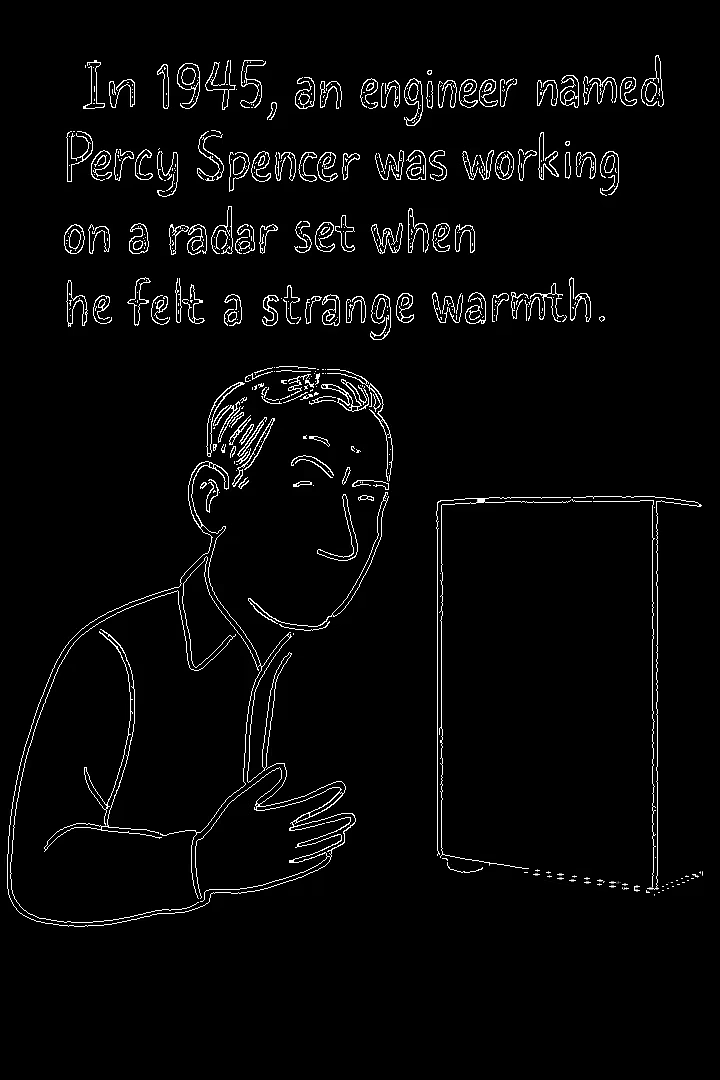 In 1945, an engineer named
Percy Spencer was working
on a radar set when
he felt a strange warmth.